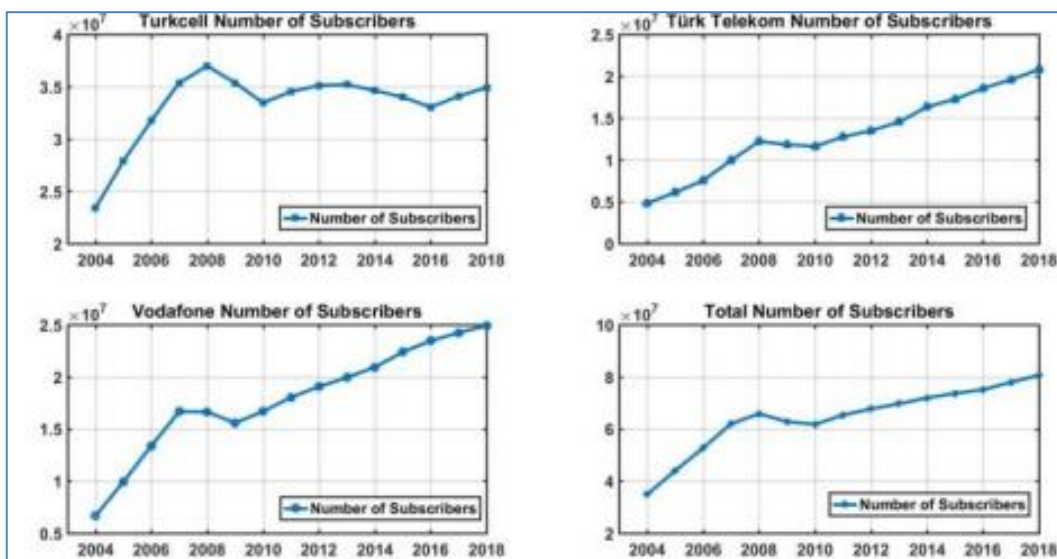 Turkcell Number of Subscribers
×10^7
4
3.5
3
2.5
2
2004 2006 2008 2010 2012 2014 2016 2018
Number of Subscribers
Türk Telekom Number of Subscribers
×10^7
2.5
2
1.5
1
0.5
0
2004 2006 2008 2010 2012 2014 2016 2018
Number of Subscribers
Vodafone Number of Subscribers
×10^7
2.5
2
1.5
1
0.5
2004 2006 2008 2010 2012 2014 2016 2018
Number of Subscribers
Total Number of Subscribers
×10^7
10
8
6
4
2
2004 2006 2008 2010 2012 2014 2016 2018
Number of Subscribers